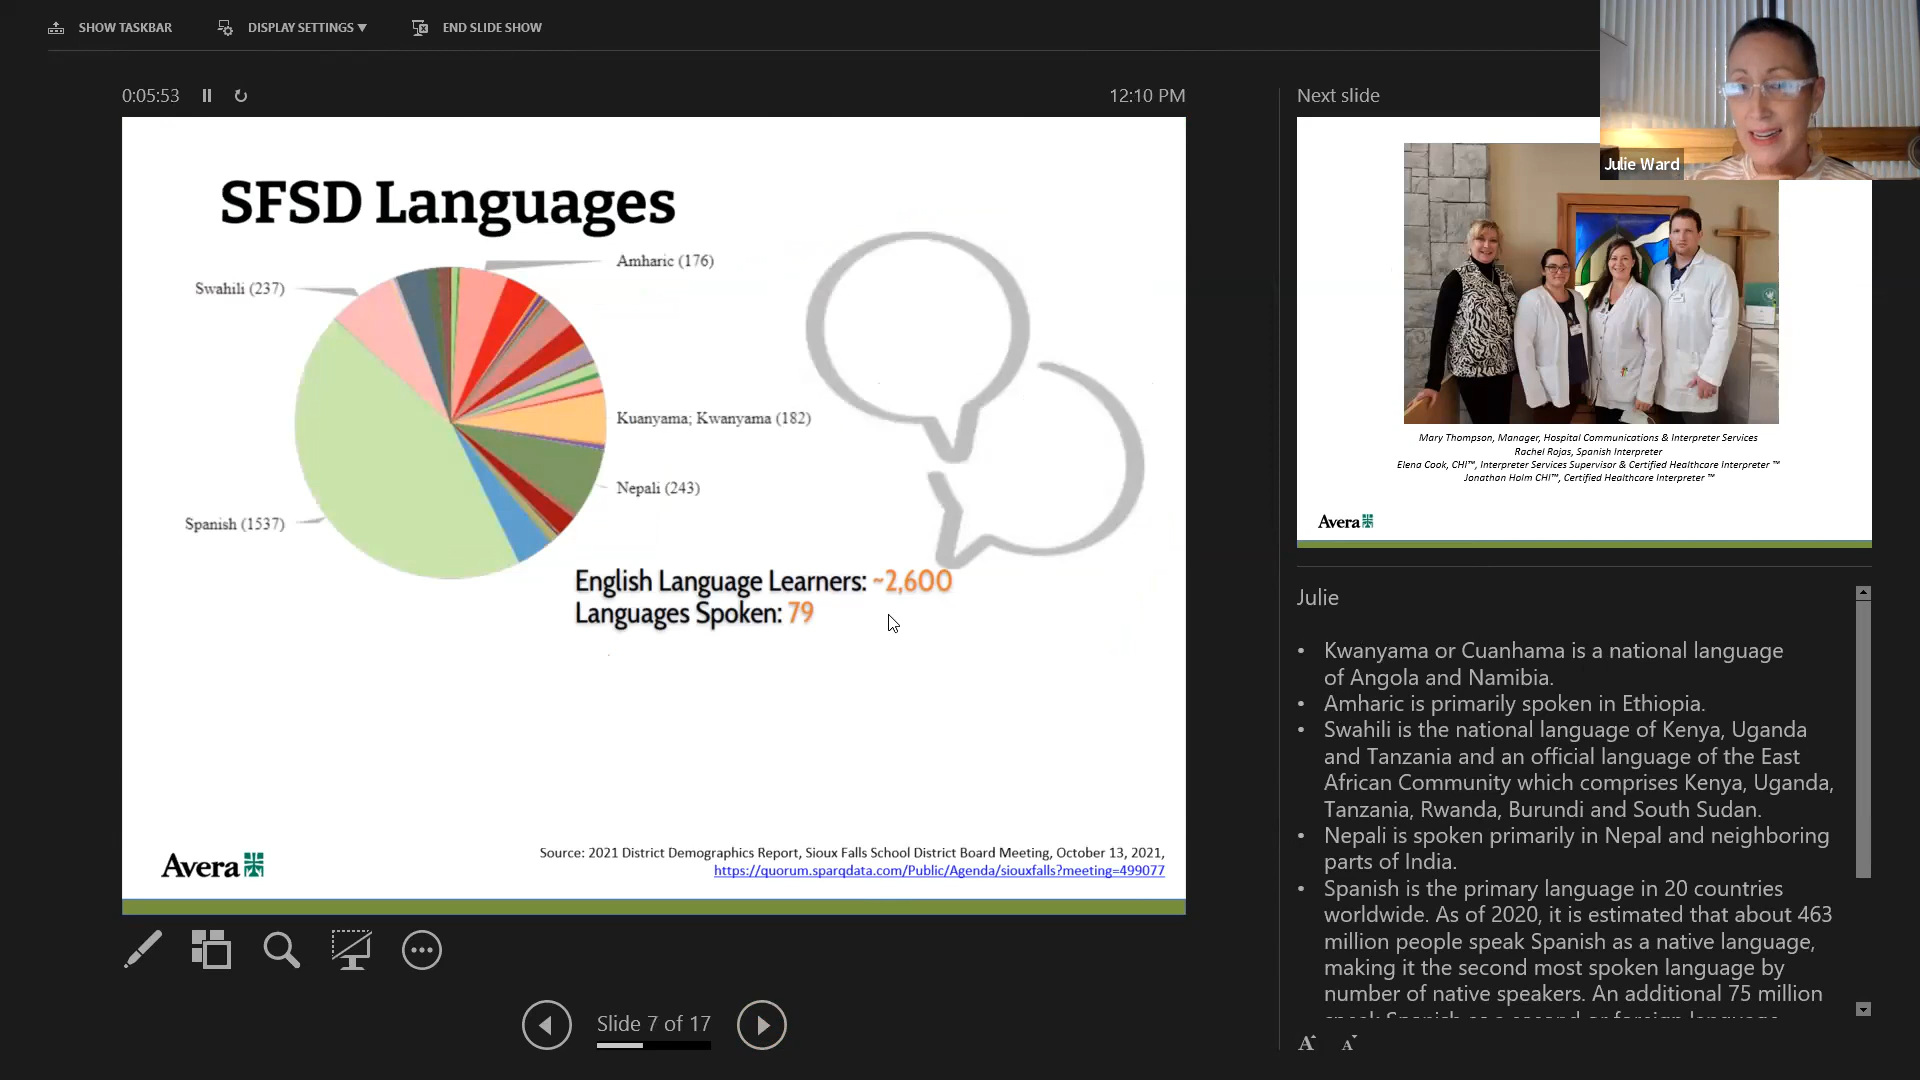 SHOW TASKBAR
DISPLAY SETTINGS
END SLIDE SHOW
0:05:53
12:10 PM
Next slide
Julie Ward
SFSD Languages
Amharic (176)
Swahili (237)
Kuanyama; Kwanyama (182)
Nepali (243)
Spanish (1537)
English Language Learners: ~2,600
Languages Spoken: 79
Avera
Source: 2021 District Demographics Report, Sioux Falls School District Board Meeting, October 13, 2021,
https://quorum.sparqdata.com/Public/Agenda/siouxfalls?meeting=499077
Slide 7 of 17
Mary Thompson, Manager, Hospital Communications & Interpreter Services
Rachel Rojas, Spanish Interpreter
Elena Cook, CHI™, Interpreter Services Supervisor & Certified Healthcare Interpreter ™
Jonathan Holm CHI™, Certified Healthcare Interpreter ™
Avera
Julie
• Kwanyama or Cuanhama is a national language
of Angola and Namibia.
• Amharic is primarily spoken in Ethiopia.
• Swahili is the national language of Kenya, Uganda
and Tanzania and an official language of the East
African Community which comprises Kenya, Uganda,
Tanzania, Rwanda, Burundi and South Sudan.
• Nepali is spoken primarily in Nepal and neighboring
parts of India.
• Spanish is the primary language in 20 countries
worldwide. As of 2020, it is estimated that about 463
million people speak Spanish as a native language,
making it the second most spoken language by
number of native speakers. An additional 75 million
speak Spanish as a second or foreign language
A A